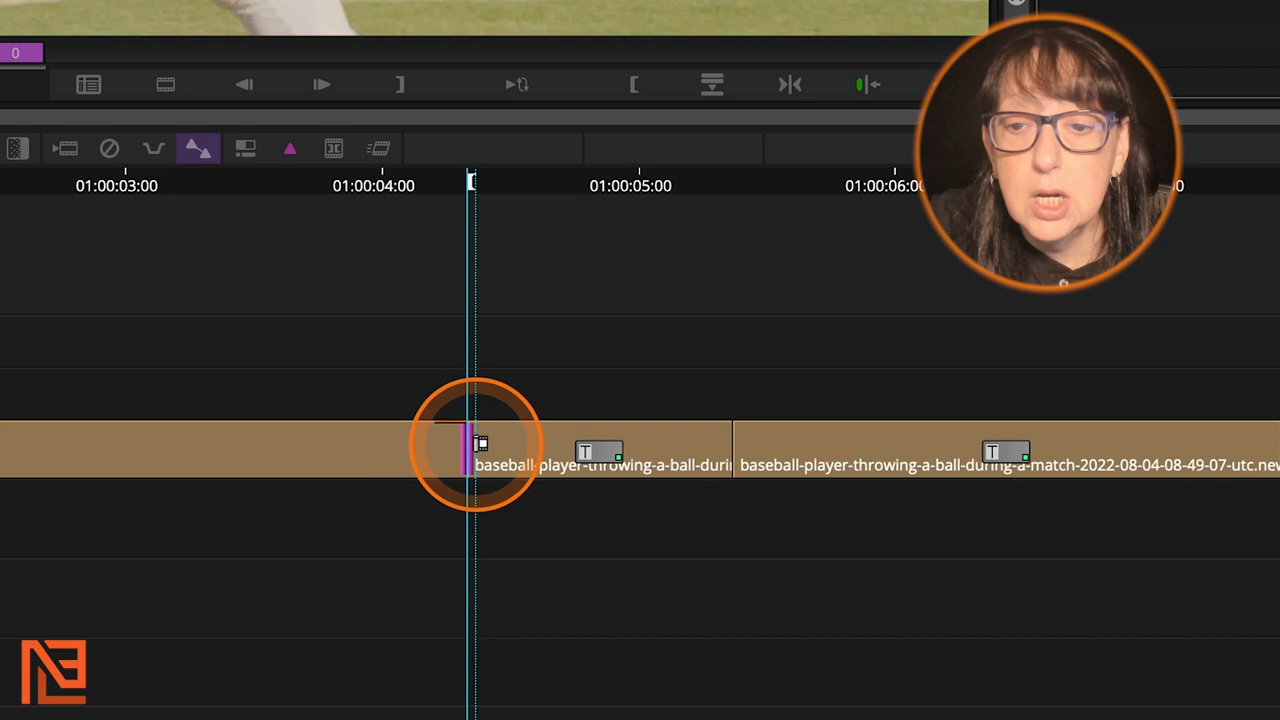 0
01:00:03:00
01:00:04:00
01:00:05:00
01:00:06:0
0
T
T
baseball-player-throwing-a-ball-duri
baseball-player-throwing-a-ball-during-a-match-2022-08-04-08-49-07-utc.new